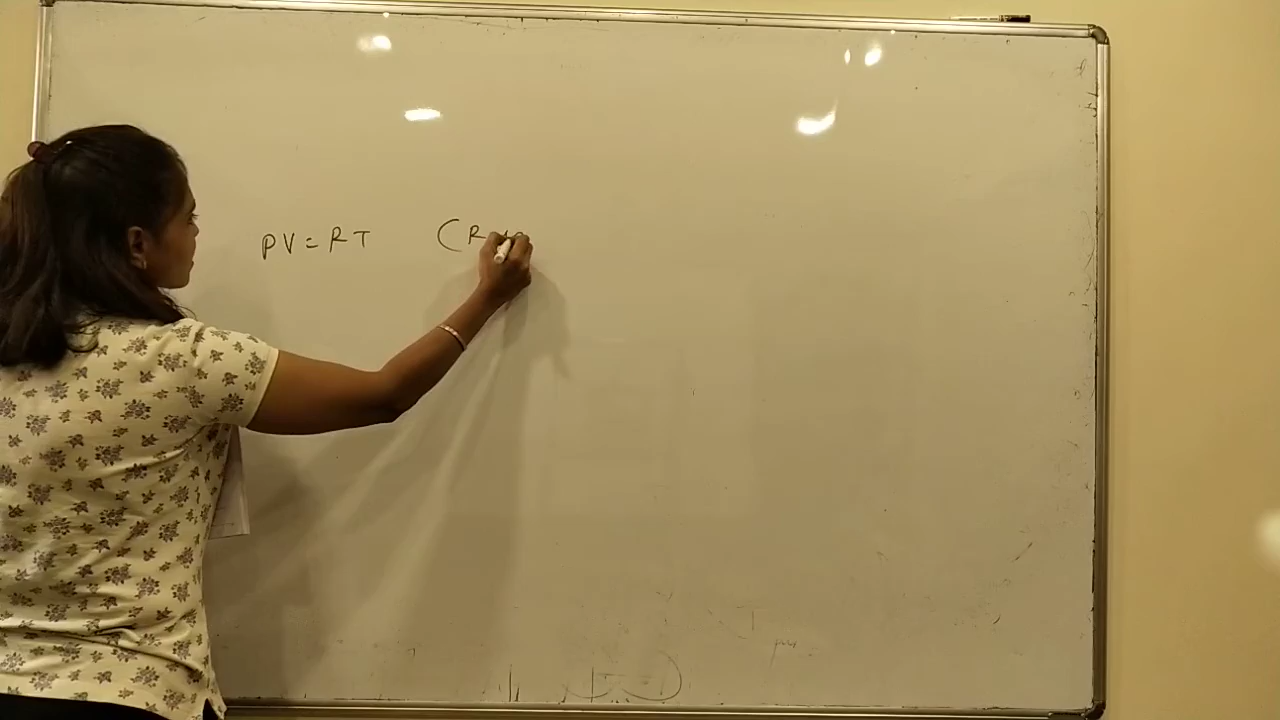 PV = RT (R